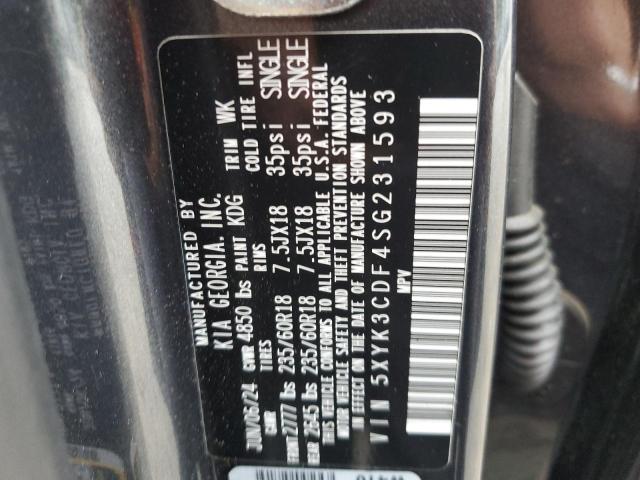 MANUFACTURED BY
KIA GEORGIA. INC.
JUN/06/24 GVWR 4850 lbs PAINT KDG TRIM WK
GAWR TIRES RIMS COLD TIRE INFL
FRONT 2777 lbs 235/60R18 7.5JX18 35psi SINGLE
REAR 2645 lbs 235/60R18 7.5JX18 35psi SINGLE
THIS VEHICLE CONFORMS TO ALL APPLICABLE U.S.A. FEDERAL
MOTOR VEHICLE SAFETY AND THEFT PREVENTION STANDARDS
IN EFFECT ON THE DATE OF MANUFACTURE SHOWN ABOVE
VIN 5XYK3CDF4SG231593
MPV